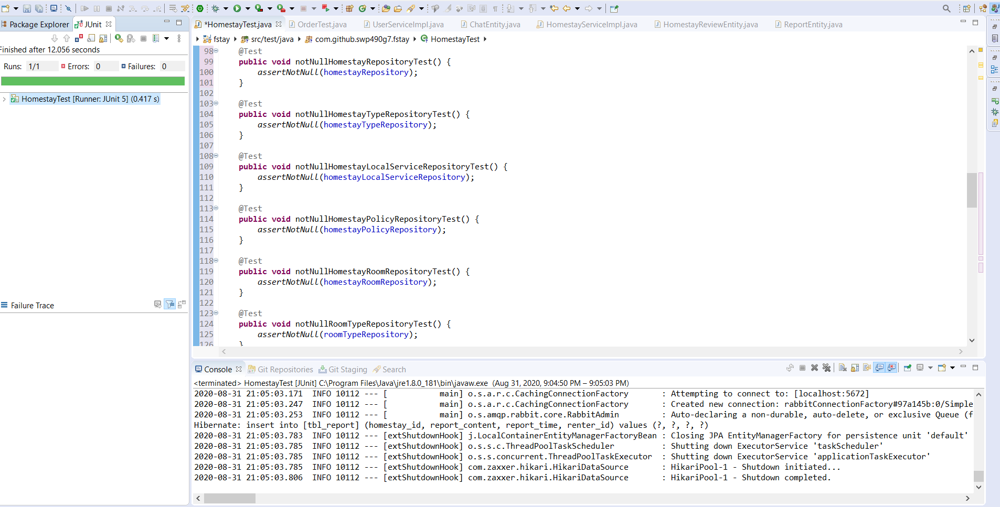 Package Explorer
JUnit
Finished after 12.056 seconds
Runs: 1/1 Errors: 0 Failures: 0
HomestayTest [Runner: JUnit 5] (0.417 s)
Failure Trace
*HomestayTest.java OrderTest.java UserServiceImpl.java ChatEntity.java HomestayServiceImpl.java HomestayReviewEntity.java ReportEntity.java
fstay src/test/java com.github.swp490g7.fstay HomestayTest
98 @Test
99 public void notNullHomestayRepositoryTest() {
100 assertNotNull(homestayRepository);
101 }
102
103 @Test
104 public void notNullHomestayTypeRepositoryTest() {
105 assertNotNull(homestayTypeRepository);
106 }
107
108 @Test
109 public void notNullHomestayLocalServiceRepositoryTest() {
110 assertNotNull(homestayLocalServiceRepository);
111 }
112
113 @Test
114 public void notNullHomestayPolicyRepositoryTest() {
115 assertNotNull(homestayPolicyRepository);
116 }
117
118 @Test
119 public void notNullHomestayRoomRepositoryTest() {
120 assertNotNull(homestayRoomRepository);
121 }
122
123 @Test
124 public void notNullRoomTypeRepositoryTest() {
125 assertNotNull(roomTypeRepository);
126 }
Console Git Repositories Git Staging Search
<terminated> HomestayTest [JUnit] C:\Program Files\Java\jre1.8.0_181\bin\javaw.exe (Aug 31, 2020, 9:04:50 PM – 9:05:03 PM)
2020-08-31 21:05:03.171 INFO 10112 --- [ main] o.s.a.r.c.CachingConnectionFactory : Attempting to connect to: [localhost:5672]
2020-08-31 21:05:03.247 INFO 10112 --- [ main] o.s.a.r.c.CachingConnectionFactory : Created new connection: rabbitConnectionFactory#97a145b:0/Simple
2020-08-31 21:05:03.253 INFO 10112 --- [ main] o.s.amqp.rabbit.core.RabbitAdmin : Auto-declaring a non-durable, auto-delete, or exclusive Queue (f
Hibernate: insert into [tbl_report] (homestay_id, report_content, report_time, renter_id) values (?, ?, ?, ?)
2020-08-31 21:05:03.783 INFO 10112 --- [extShutdownHook] j.LocalContainerEntityManagerFactoryBean : Closing JPA EntityManagerFactory for persistence unit 'default'
2020-08-31 21:05:03.785 INFO 10112 --- [extShutdownHook] o.s.s.c.ThreadPoolTaskScheduler : Shutting down ExecutorService 'taskScheduler'
2020-08-31 21:05:03.785 INFO 10112 --- [extShutdownHook] o.s.s.concurrent.ThreadPoolTaskExecutor : Shutting down ExecutorService 'applicationTaskExecutor'
2020-08-31 21:05:03.785 INFO 10112 --- [extShutdownHook] com.zaxxer.hikari.HikariDataSource : HikariPool-1 - Shutdown initiated...
2020-08-31 21:05:03.806 INFO 10112 --- [extShutdownHook] com.zaxxer.hikari.HikariDataSource : HikariPool-1 - Shutdown completed.